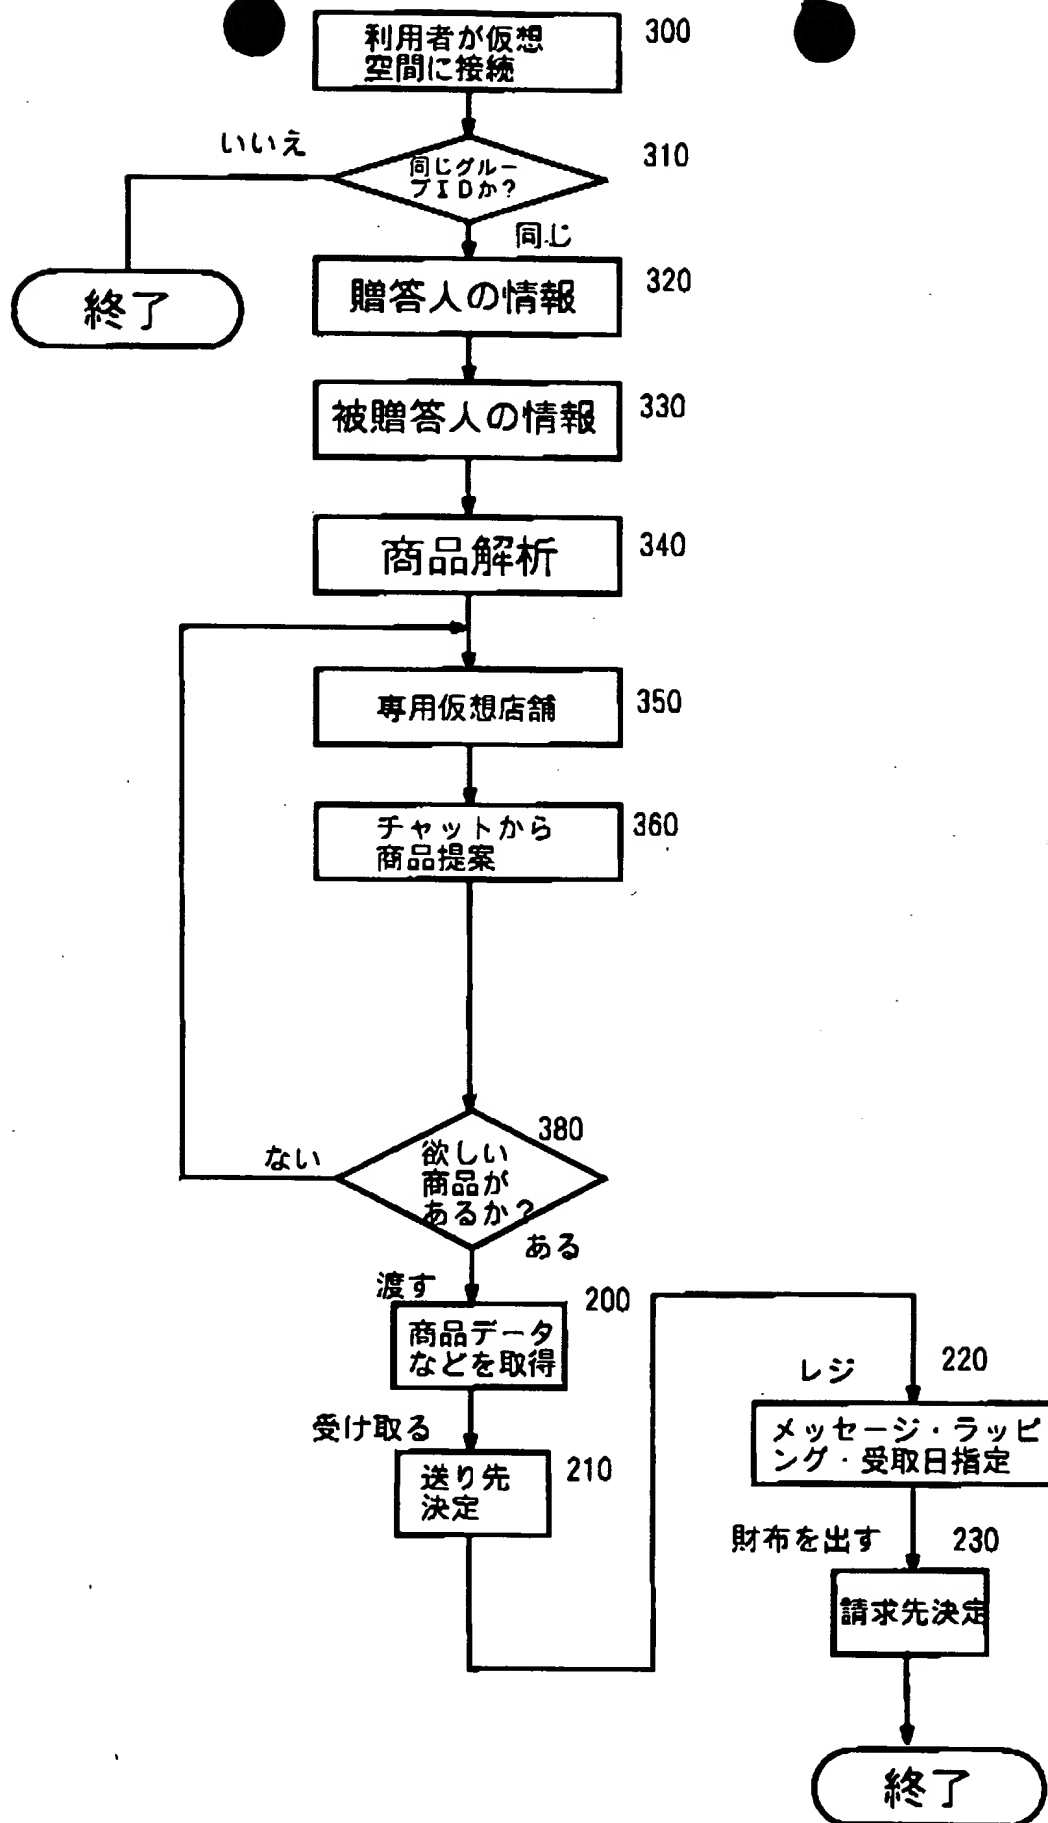 利用者が仮想
空間に接続
300
いいえ
同じグルー
プIDか?
310
同じ
終了
贈答人の情報
320
被贈答人の情報
330
商品解析
340
専用仮想店舗
350
チャットから
商品提案
360
380
ない
欲しい
商品が
あるか?
ある
渡す
200
商品データ
などを取得
受け取る
送り先
決定
210
レジ
220
メッセージ・ラッピ
ング・受取日指定
財布を出す
230
請求先決定
終了